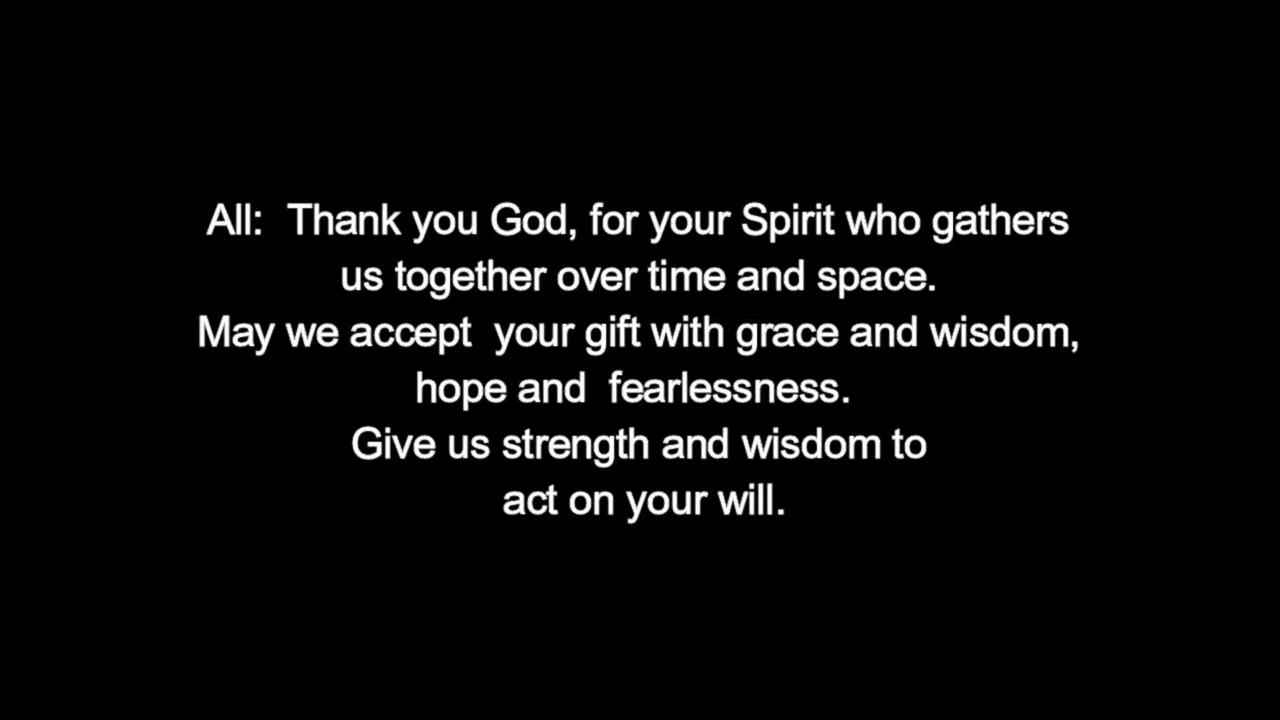 All:  Thank you God, for your Spirit who gathers
us together over time and space.
May we accept  your gift with grace and wisdom,
hope and  fearlessness.
Give us strength and wisdom to
act on your will.